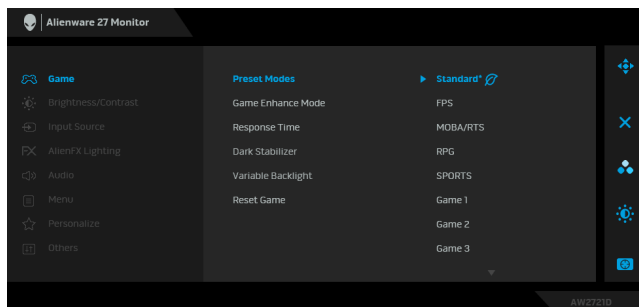 Alienware 27 Monitor
Game
Preset Modes
Standard*
Brightness/Contrast
Game Enhance Mode
FPS
Input Source
Response Time
MOBA/RTS
AlienFX Lighting
Dark Stabilizer
RPG
Audio
Variable Backlight
SPORTS
Menu
Reset Game
Game 1
Personalize
Game 2
Others
Game 3
AW2721D